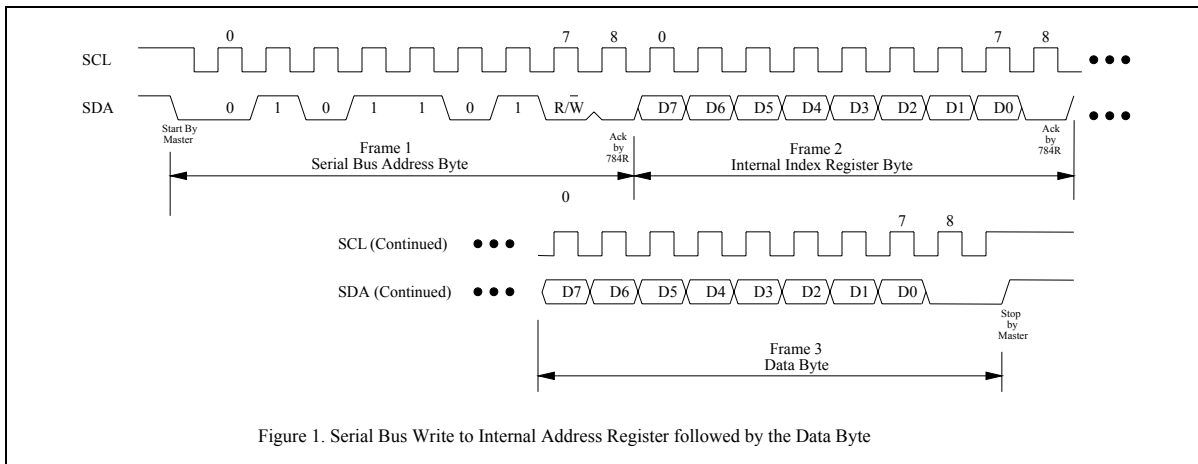 0 7 8 0 7 8
SCL
SDA 0 1 0 1 1 0 1 R/W̅ D7 D6 D5 D4 D3 D2 D1 D0
Start By
Master
Ack
by
784R
Ack
by
784R
Frame 1
Serial Bus Address Byte
Frame 2
Internal Index Register Byte
0
7 8
SCL (Continued)
SDA (Continued) D7 D6 D5 D4 D3 D2 D1 D0
Stop
by
Master
Frame 3
Data Byte
Figure 1. Serial Bus Write to Internal Address Register followed by the Data Byte